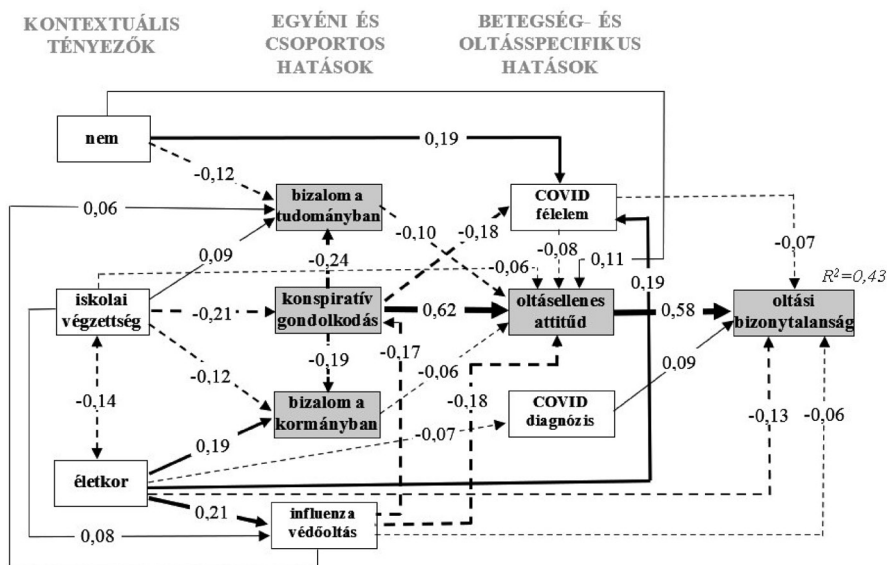 KONTEXTUÁLIS
TÉNYEZŐK
EGYÉNI ÉS
CSOPORTOS
HATÁSOK
BETEGSÉG– ÉS
OLTÁSSPECIFIKUS
HATÁSOK
nem
0,19
-0,12
bizalom a
tudományban
COVID
félelem
0,06
-0,10
-0,18
-0,07
0,09
-0,24
-0,08
0,11
-0,06
0,19
R²=0,43
iskolai
végzettség
-0,21
konspiratív
gondolkodás
0,62
oltásellenes
attitűd
0,58
oltási
bizonytalanság
-0,19
-0,17
-0,12
-0,06
0,09
-0,14
bizalom a
kormányban
-0,18
COVID
diagnózis
-0,13
-0,06
0,19
-0,07
életkor
0,21
influenza
védőoltás
0,08